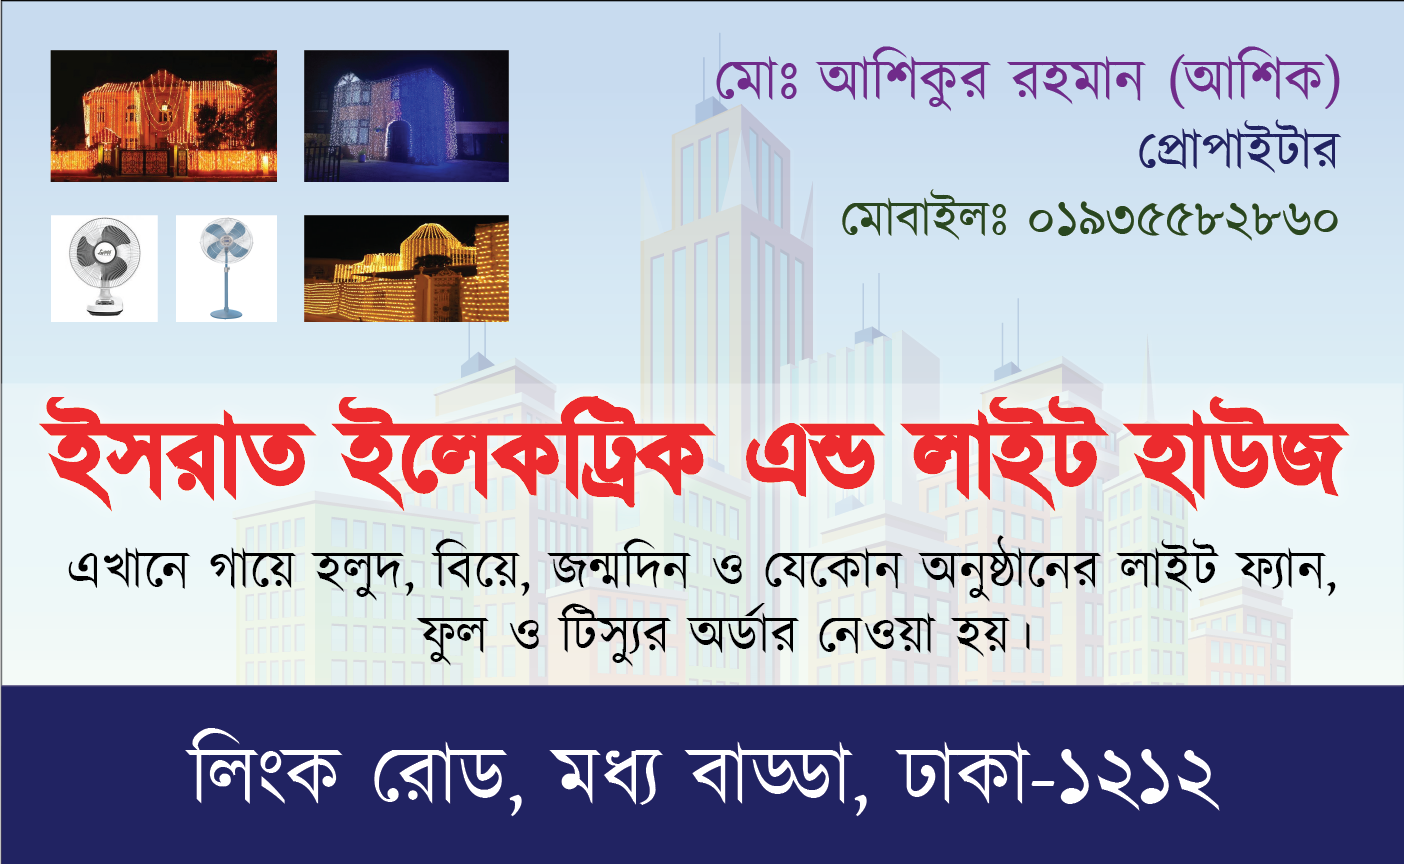 মোঃ আশিকুর রহমান (আশিক)
প্রোপাইটার
মোবাইলঃ ০১৯৩৫৫৮২৮৬০
ইসরাত ইলেকট্রিক এন্ড লাইট হাউজ
এখানে গায়ে হলুদ, বিয়ে, জন্মদিন ও যেকোন অনুষ্ঠানের লাইট ফ্যান,
ফুল ও টিস্যুর অর্ডার নেওয়া হয়।
লিংক রোড, মধ্য বাড্ডা, ঢাকা-১২১২